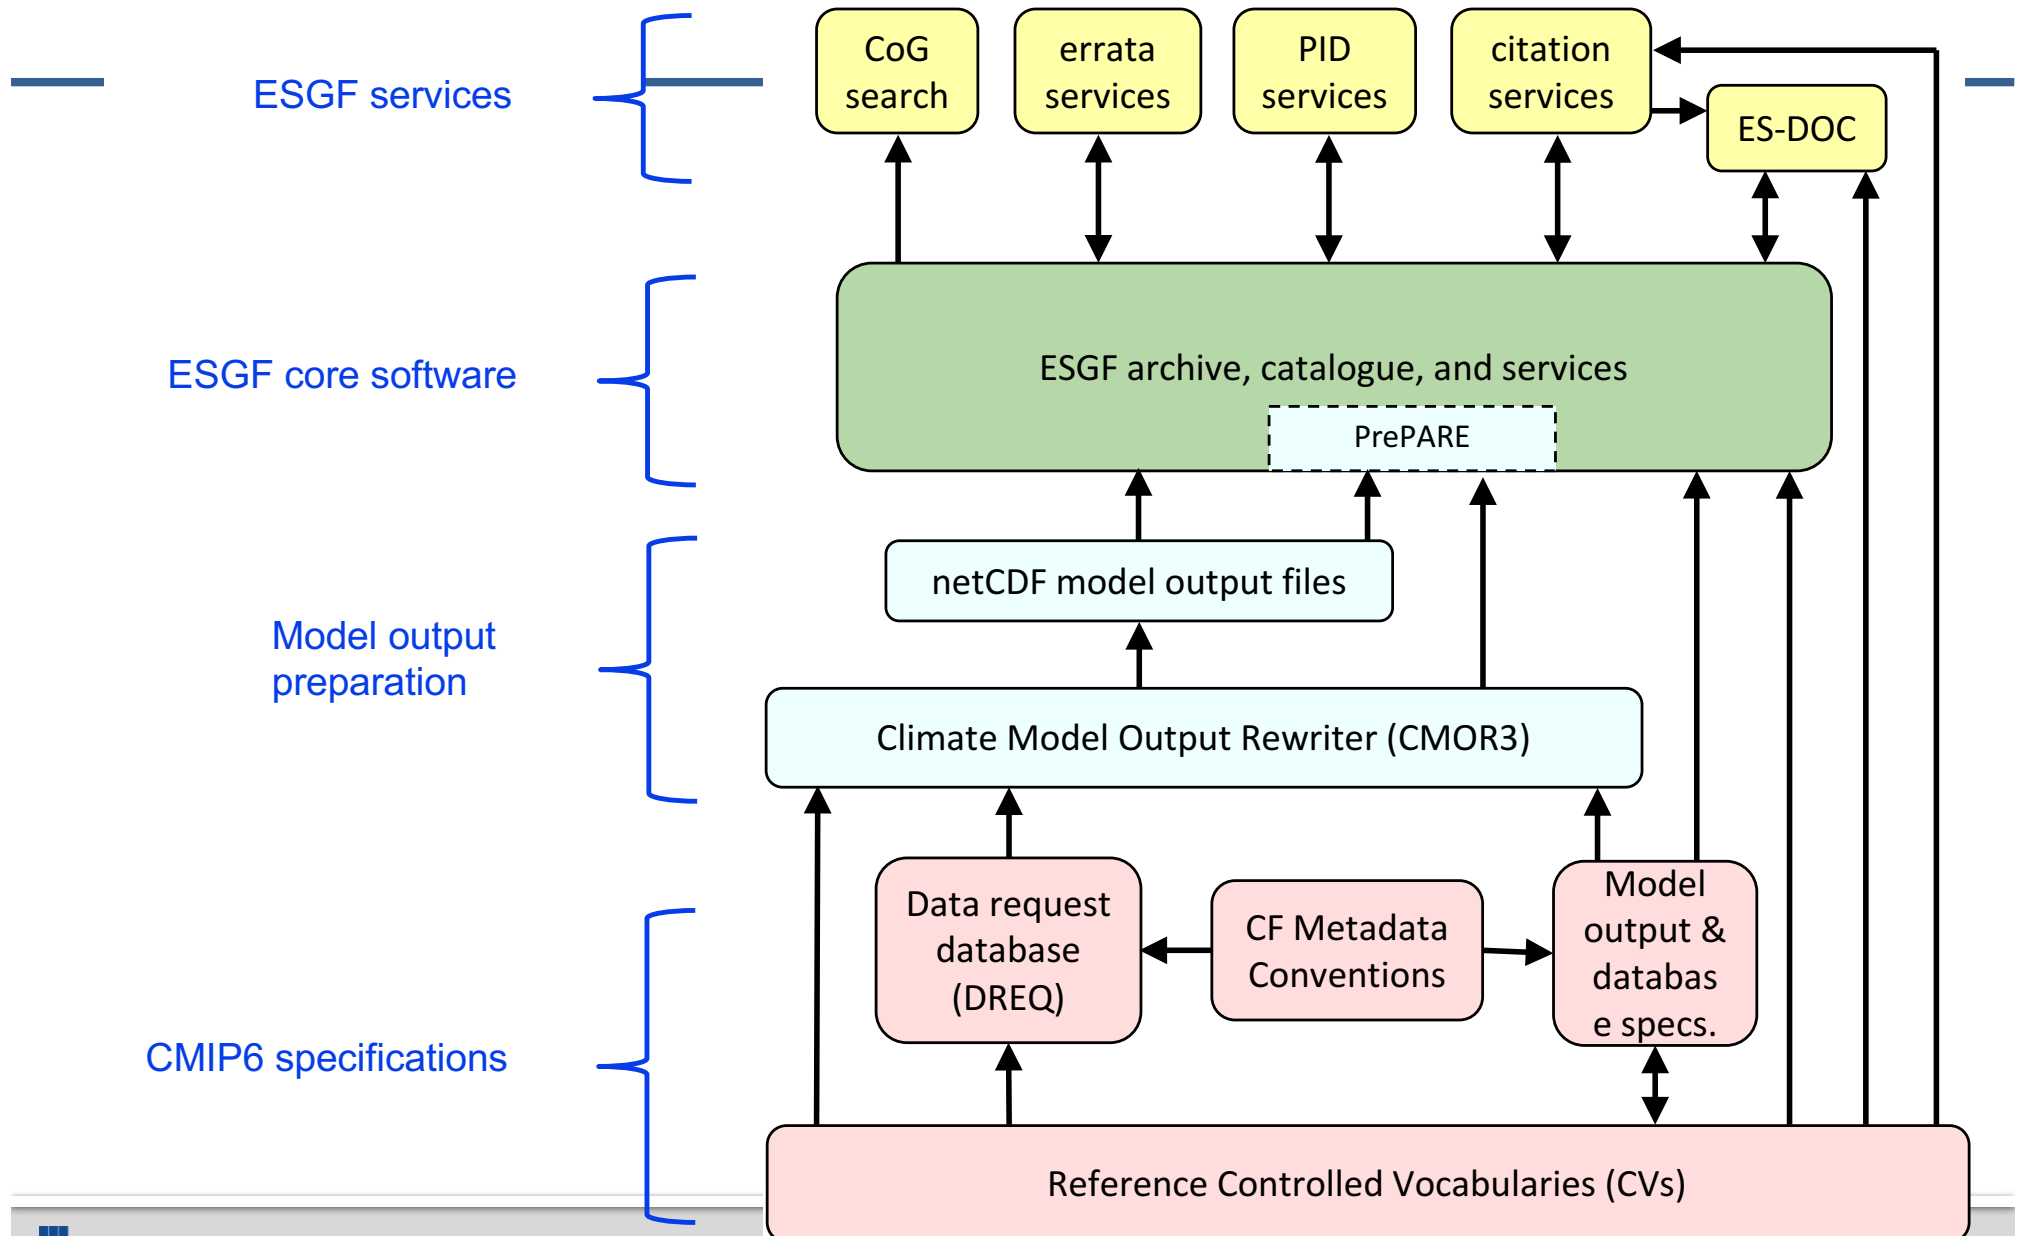 ESGF services
CoG
search
errata
services
PID
services
citation
services
ES-DOC
ESGF core software
ESGF archive, catalogue, and services
PrePARE
Model output
preparation
netCDF model output files
Climate Model Output Rewriter (CMOR3)
CMIP6 specifications
Data request
database
(DREQ)
CF Metadata
Conventions
Model
output &
databas
e specs.
Reference Controlled Vocabularies (CVs)